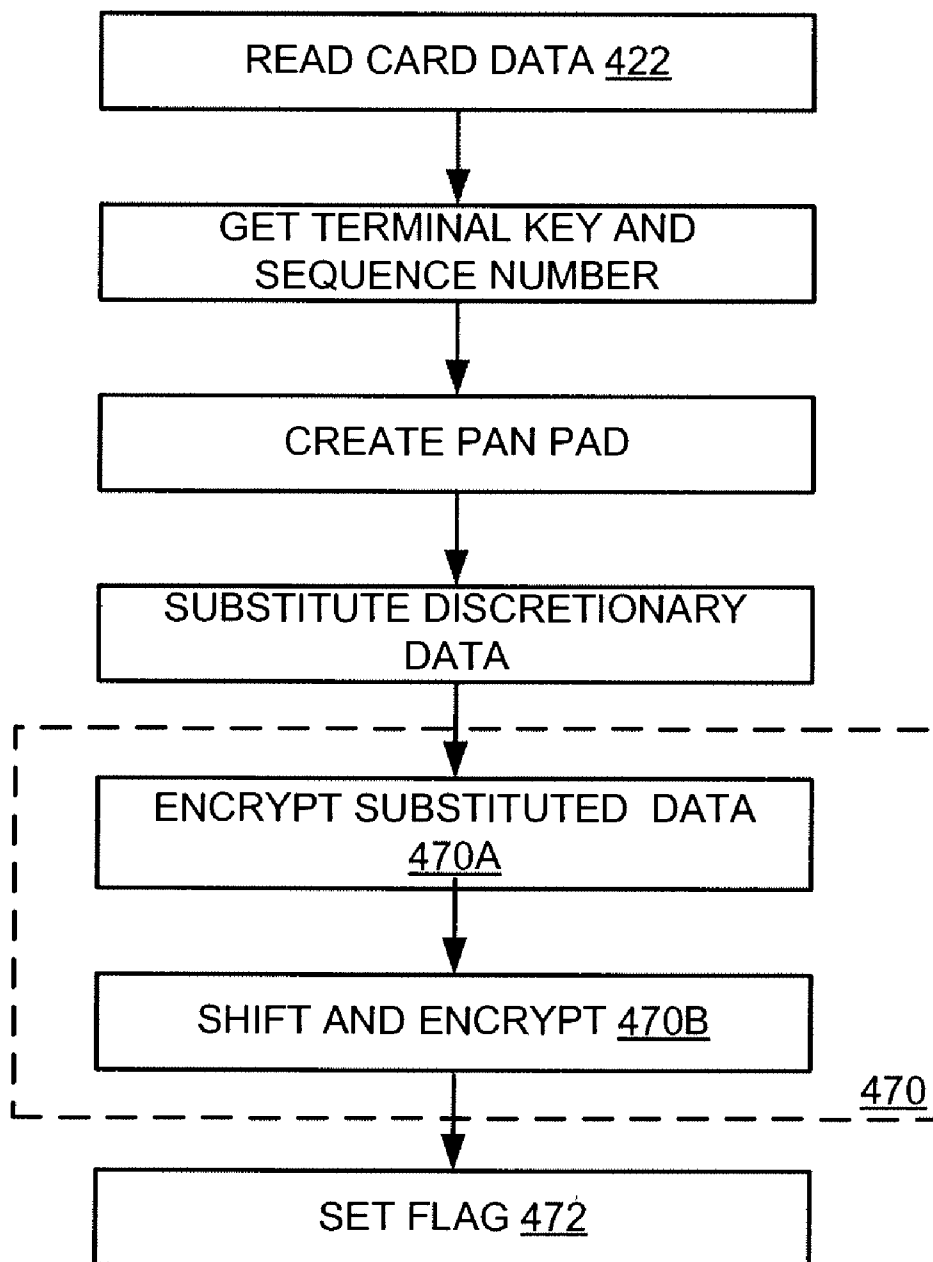 READ CARD DATA 422
GET TERMINAL KEY AND
SEQUENCE NUMBER
CREATE PAN PAD
SUBSTITUTE DISCRETIONARY
DATA
ENCRYPT SUBSTITUTED DATA
470A
SHIFT AND ENCRYPT 470B
470
SET FLAG 472